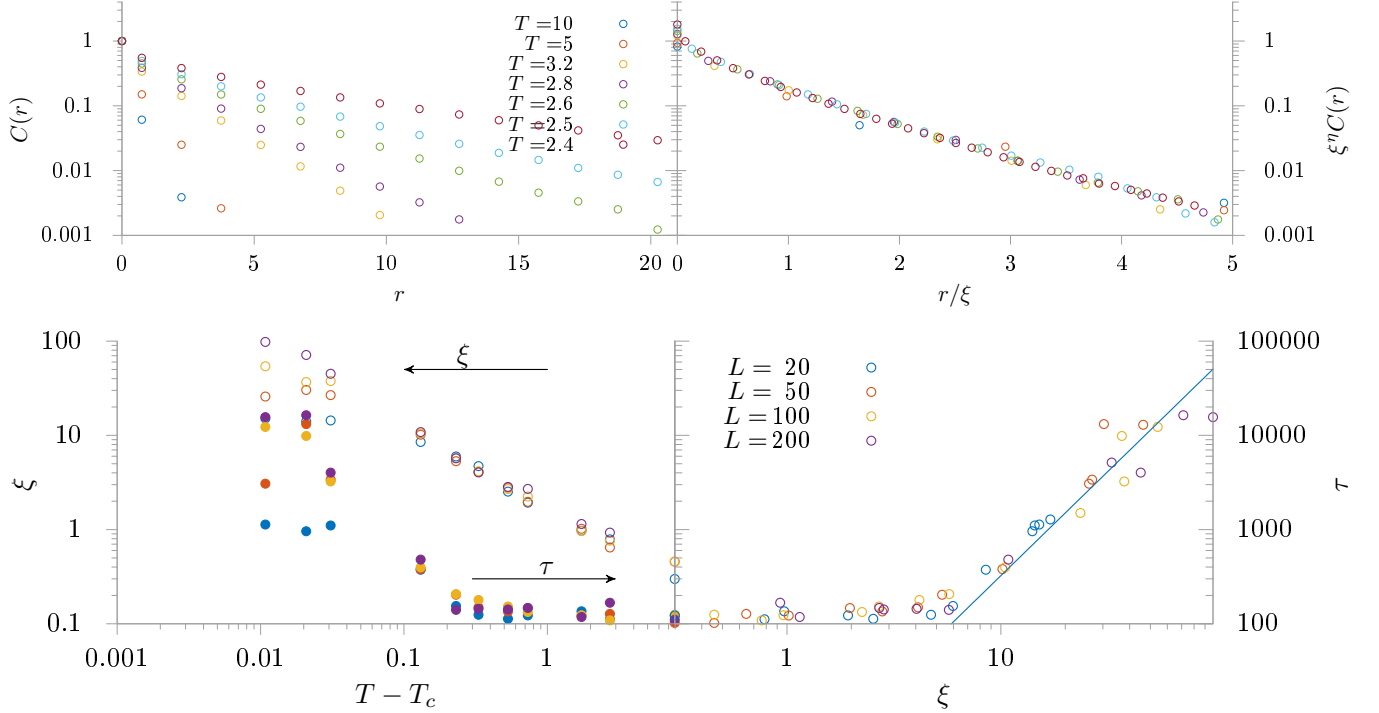 T =10
T =5
T =3.2
T =2.8
T =2.6
T =2.5
T =2.4
1
0.1
0.01
0.001
C(r)
0 5 10 15 20
r
1
0.1
0.01
0.001
ξ^η C(r)
0 1 2 3 4 5
r/ξ
100
10
1
0.1
ξ
ξ
τ
0.001 0.01 0.1 1
T − T_c
L = 20
L = 50
L =100
L =200
100000
10000
1000
100
τ
1 10
ξ